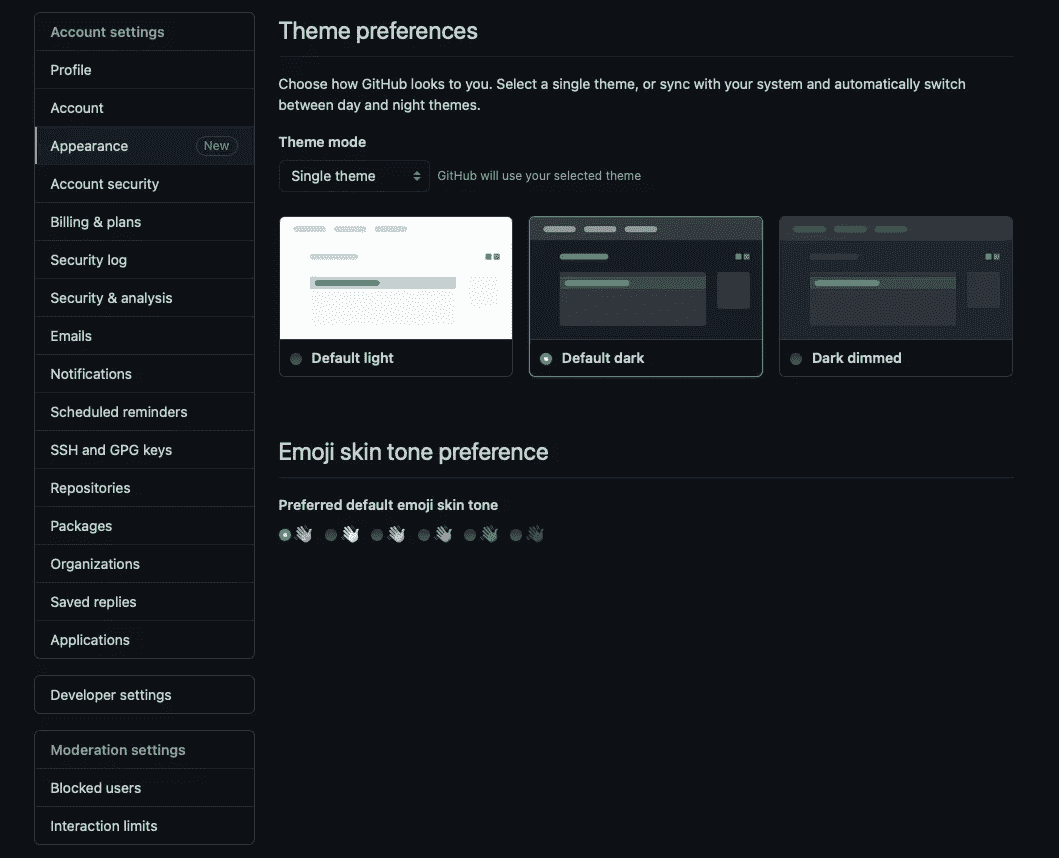 Account settings
Profile
Account
Appearance New
Account security
Billing & plans
Security log
Security & analysis
Emails
Notifications
Scheduled reminders
SSH and GPG keys
Repositories
Packages
Organizations
Saved replies
Applications
Developer settings
Moderation settings
Blocked users
Interaction limits
Theme preferences
Choose how GitHub looks to you. Select a single theme, or sync with your system and automatically switch
between day and night themes.
Theme mode
Single theme GitHub will use your selected theme
Default light Default dark Dark dimmed
Emoji skin tone preference
Preferred default emoji skin tone